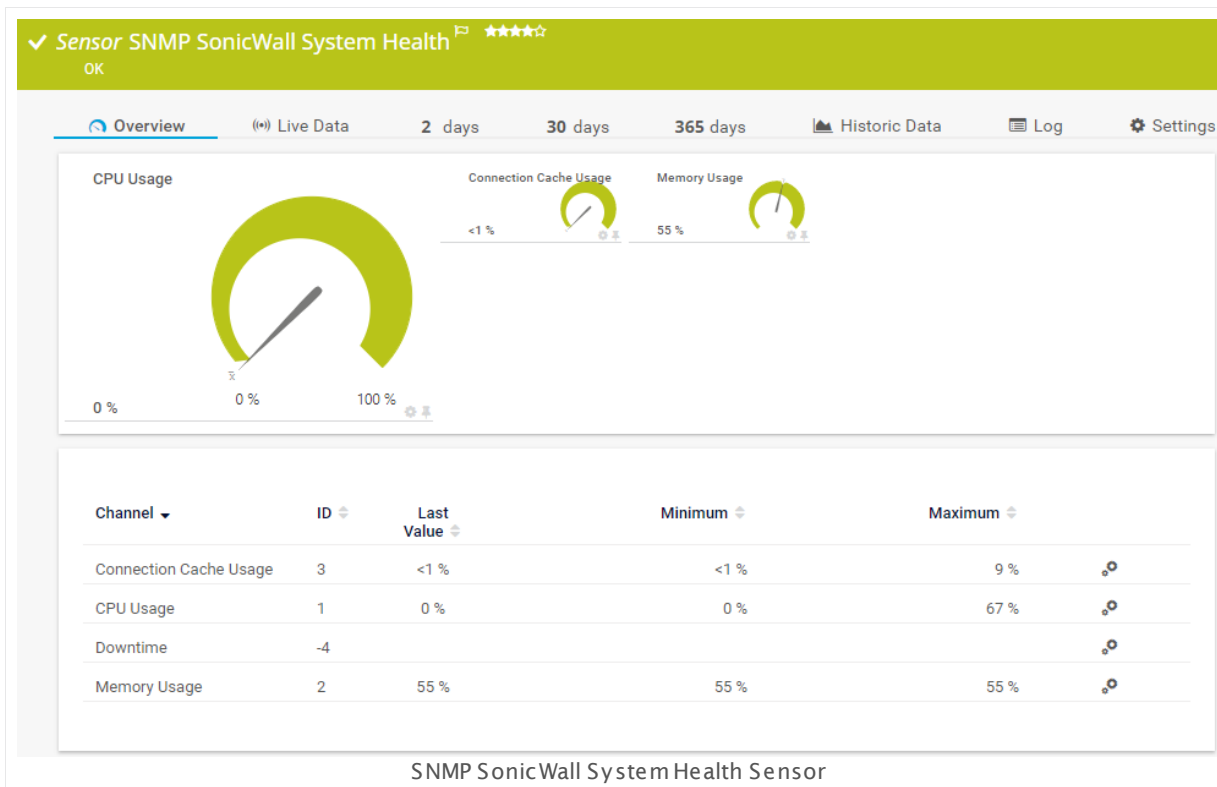 Sensor SNMP SonicWall System Health
OK
Overview Live Data 2 days 30 days 365 days Historic Data Log Settings
CPU Usage
Connection Cache Usage
Memory Usage
<1 %
55 %
x̄
0 % 100 %
0 %
Channel ID Last Value Minimum Maximum
Connection Cache Usage 3 <1 % <1 % 9 %
CPU Usage 1 0 % 0 % 67 %
Downtime -4
Memory Usage 2 55 % 55 % 55 %
SNMP SonicWall System Health Sensor